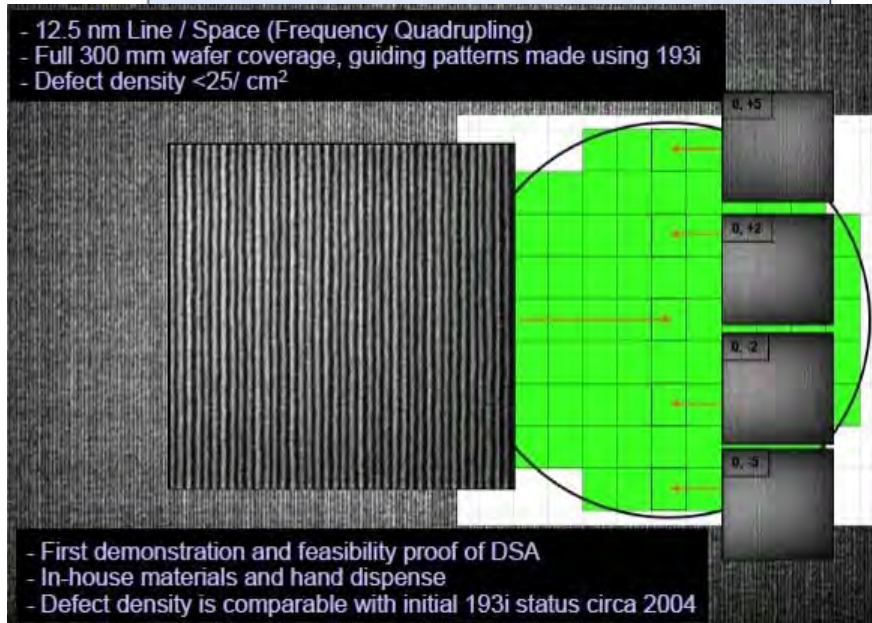 - 12.5 nm Line / Space (Frequency Quadrupling)
- Full 300 mm wafer coverage, guiding patterns made using 193i
- Defect density <25/ cm²
0, +5
0, +2
0, -2
0, -5
- First demonstration and feasibility proof of DSA
- In-house materials and hand dispense
- Defect density is comparable with initial 193i status circa 2004